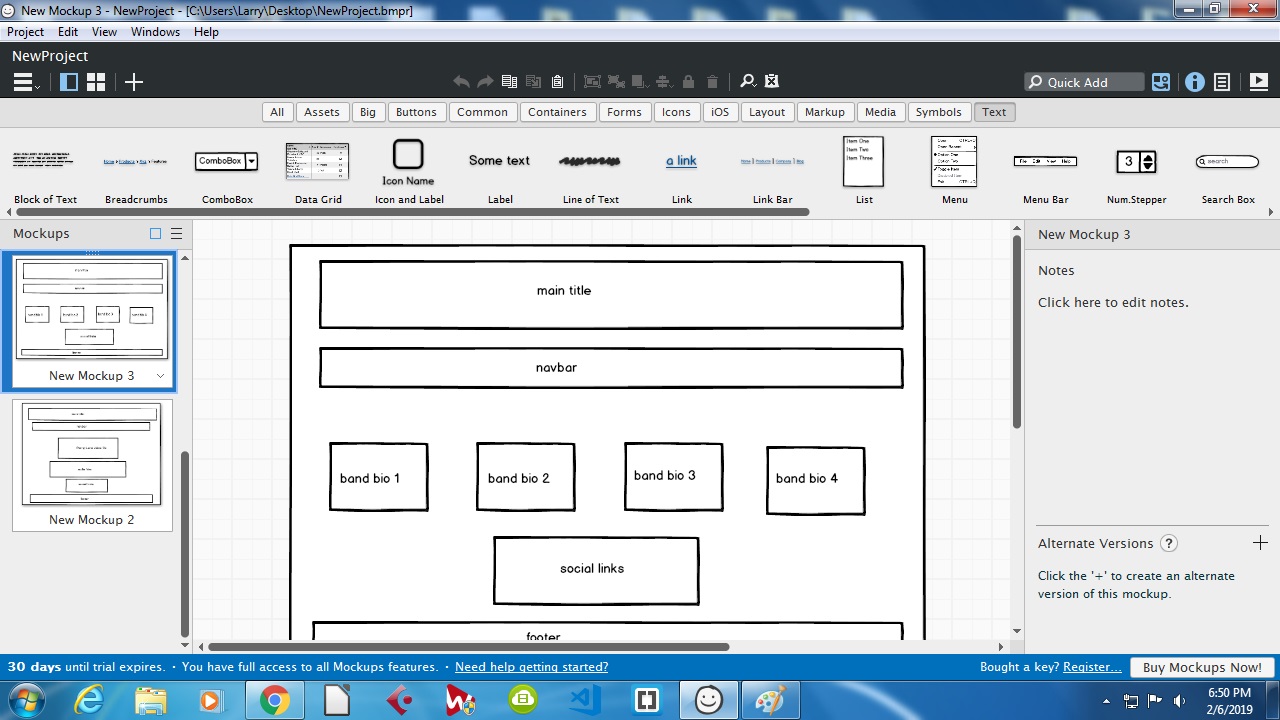 New Mockup 3 - NewProject - [C:\Users\Larry\Desktop\NewProject.bmpr]
Project Edit View Windows Help
NewProject
Quick Add
All Assets Big Buttons Common Containers Forms Icons iOS Layout Markup Media Symbols Text
ComboBox
Icon Name
Some text
a link
Item One
Item Two
Item Three
3
search
Block of Text Breadcrumbs ComboBox Data Grid Icon and Label Label Line of Text Link Link Bar List Menu Menu Bar Num.Stepper Search Box
Mockups
New Mockup 3
New Mockup 2
main title
navbar
band bio 1
band bio 2
band bio 3
band bio 4
social links
footer
New Mockup 3
Notes
Click here to edit notes.
Alternate Versions ?
Click the '+' to create an alternate
version of this mockup.
30 days until trial expires. · You have full access to all Mockups features. · Need help getting started?
Bought a key? Register... Buy Mockups Now!
6:50 PM
2/6/2019